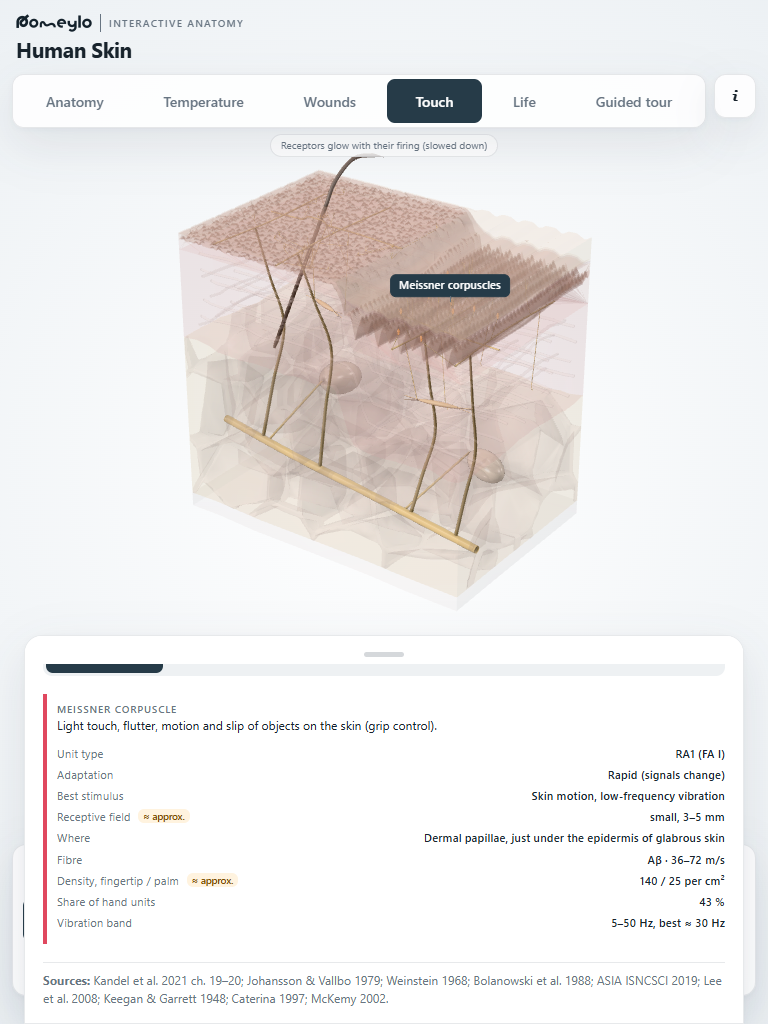 Domeylo
INTERACTIVE ANATOMY
Human Skin
Anatomy
Temperature
Wounds
Touch
Life
Guided tour
i
Receptors glow with their firing (slowed down)
Meissner corpuscles
MEISSNER CORPUSCLE
Light touch, flutter, motion and slip of objects on the skin (grip control).
Unit type RA1 (FA I)
Adaptation Rapid (signals change)
Best stimulus Skin motion, low-frequency vibration
Receptive field ≈ approx. small, 3–5 mm
Where Dermal papillae, just under the epidermis of glabrous skin
Fibre Aβ · 36–72 m/s
Density, fingertip / palm ≈ approx. 140 / 25 per cm²
Share of hand units 43 %
Vibration band 5–50 Hz, best ≈ 30 Hz
Sources: Kandel et al. 2021 ch. 19–20; Johansson & Vallbo 1979; Weinstein 1968; Bolanowski et al. 1988; ASIA ISNCSCI 2019; Lee
et al. 2008; Keegan & Garrett 1948; Caterina 1997; McKemy 2002.